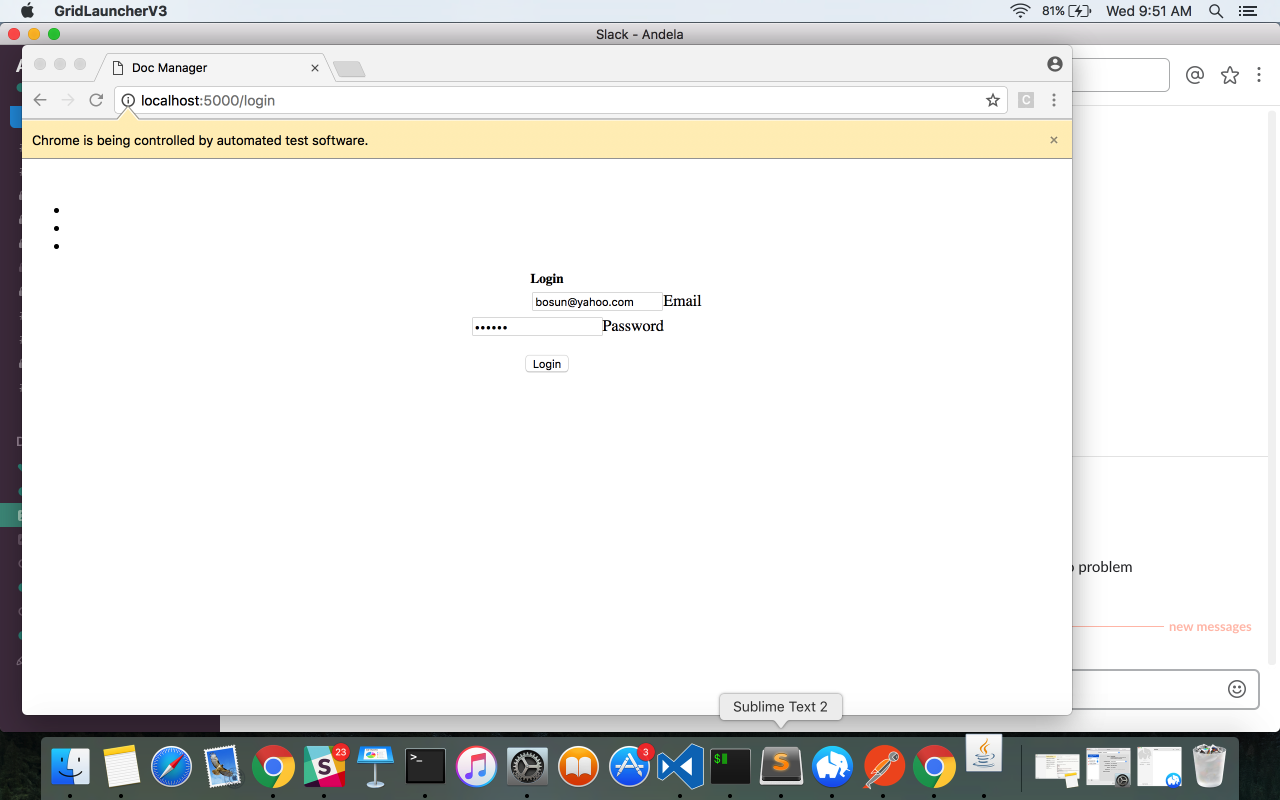 GridLauncherV3
81%
Wed 9:51 AM
Slack - Andela
Doc Manager
localhost:5000/login
C
Chrome is being controlled by automated test software.
Login
bosun@yahoo.com Email
•••••• Password
Login
problem
new messages
Sublime Text 2
23
3